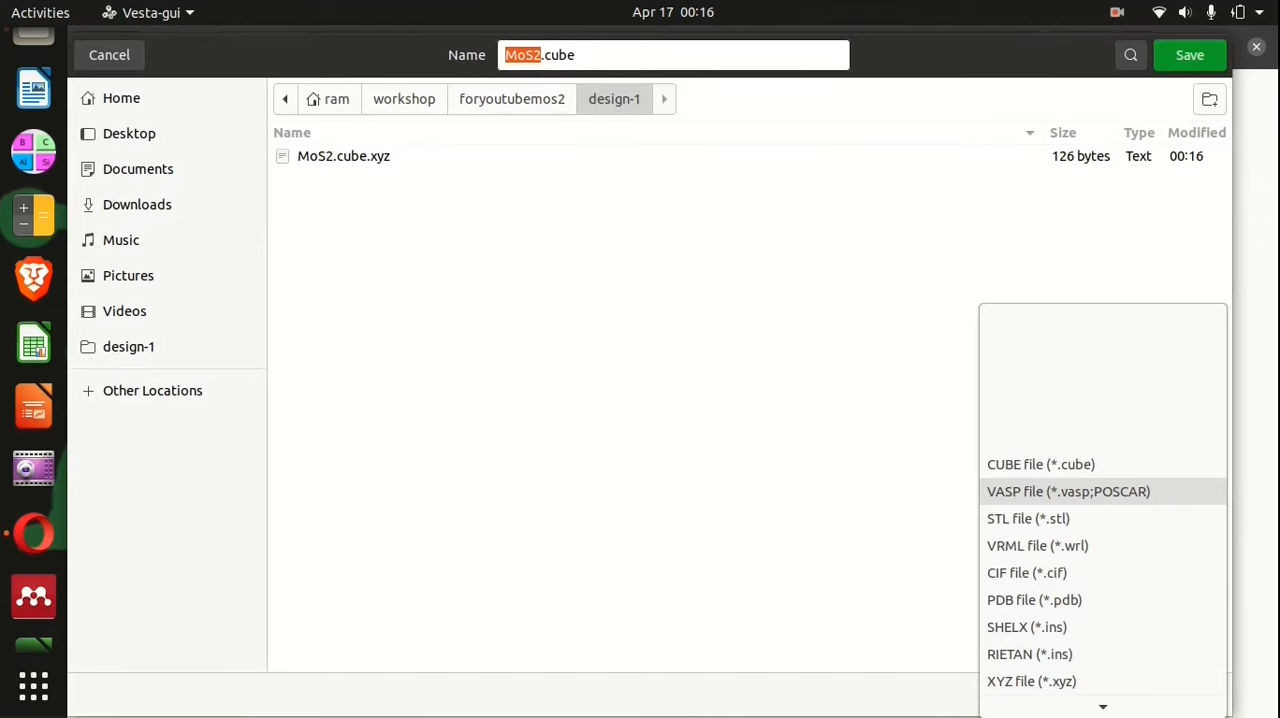 Activities Vesta-gui Apr 17 00:16
Cancel Name MoS2.cube Save
ram workshop foryoutubemos2 design-1
Home
Desktop
Documents
Downloads
Music
Pictures
Videos
design-1
Other Locations
Name Size Type Modified
MoS2.cube.xyz 126 bytes Text 00:16
CUBE file (*.cube)
VASP file (*.vasp;POSCAR)
STL file (*.stl)
VRML file (*.wrl)
CIF file (*.cif)
PDB file (*.pdb)
SHELX (*.ins)
RIETAN (*.ins)
XYZ file (*.xyz)
B C
Al Si